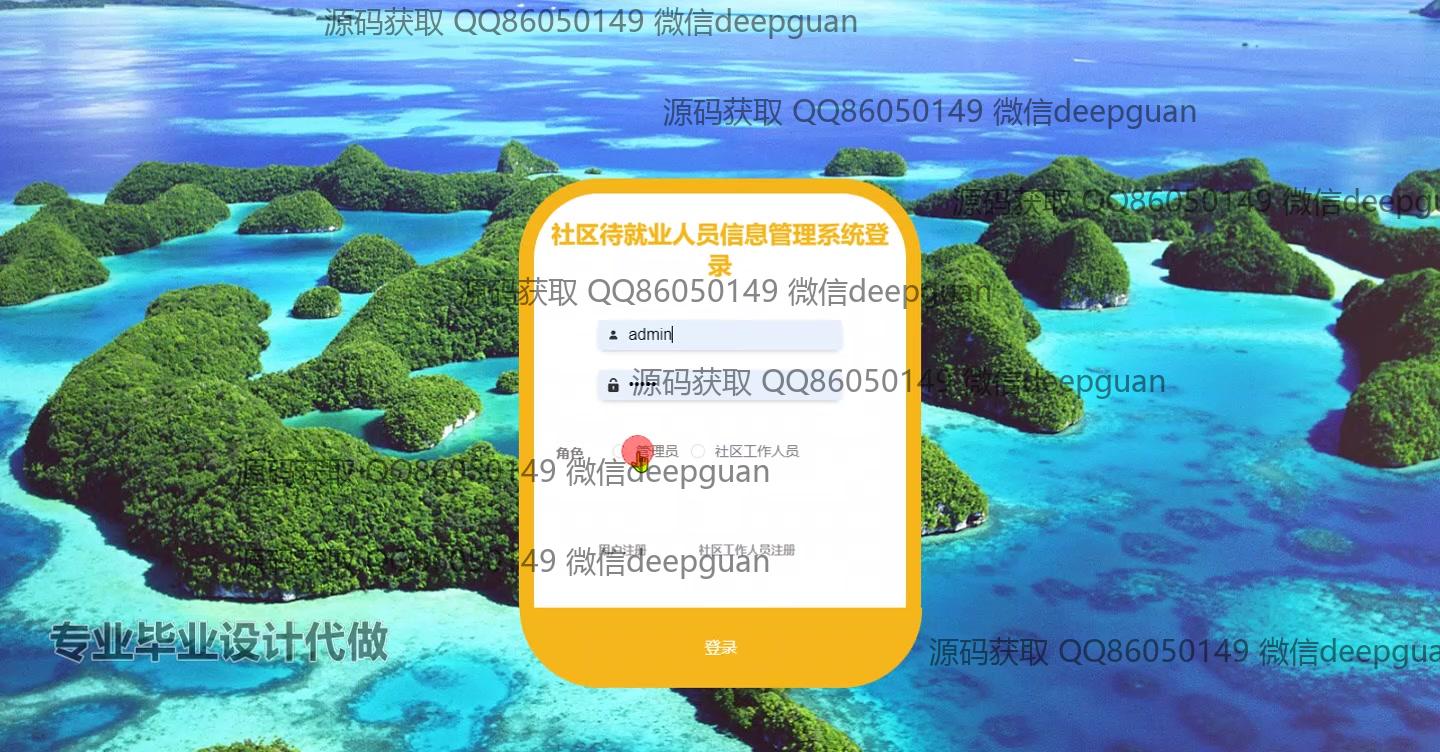 源码获取 QQ86050149 微信deepguan
源码获取 QQ86050149 微信deepguan
源码获取 QQ86050149 微信deepgu
社区待就业人员信息管理系统登
录
源码获取 QQ86050149 微信deepguan
admin
源码获取 QQ86050149 微信deepguan
角色 管理员 社区工作人员
源码获取 QQ86050149 微信deepguan
用户注册 社区工作人员注册
源码获取 QQ86050149 微信deepguan
专业毕业设计代做
登录
源码获取 QQ86050149 微信deepgua